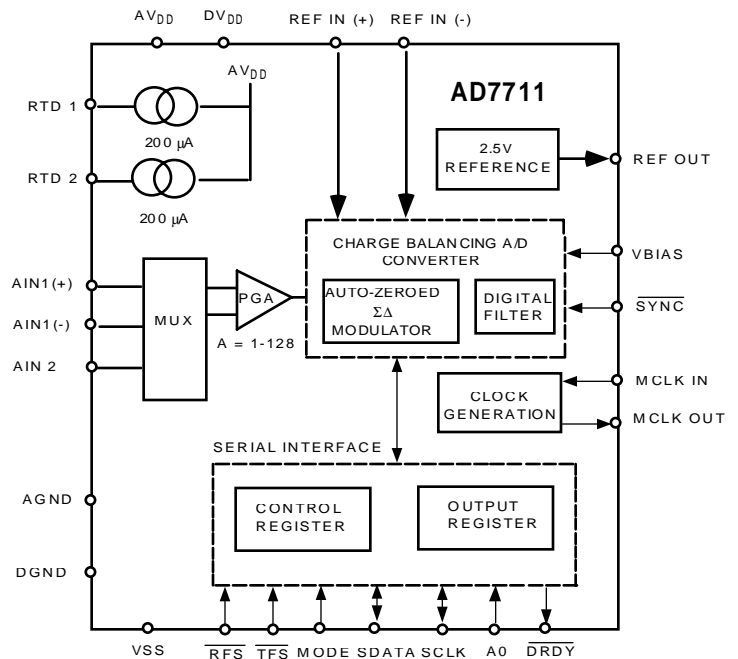 AVDD DVDD REF IN (+) REF IN (-)
AVDD
AD7711
RTD 1
200 µA
2.5V
REFERENCE
REF OUT
RTD 2
200 µA
CHARGE BALANCING A/D
CONVERTER
VBIAS
AIN1(+)
MUX
PGA
AUTO-ZEROED
ΣΔ
MODULATOR
DIGITAL
FILTER
SYNC
AIN1(-)
A = 1-128
AIN 2
MCLK IN
CLOCK
GENERATION
MCLK OUT
SERIAL INTERFACE
AGND
CONTROL
REGISTER
OUTPUT
REGISTER
DGND
VSS RFS TFS MODE SDATA SCLK A0 DRDY